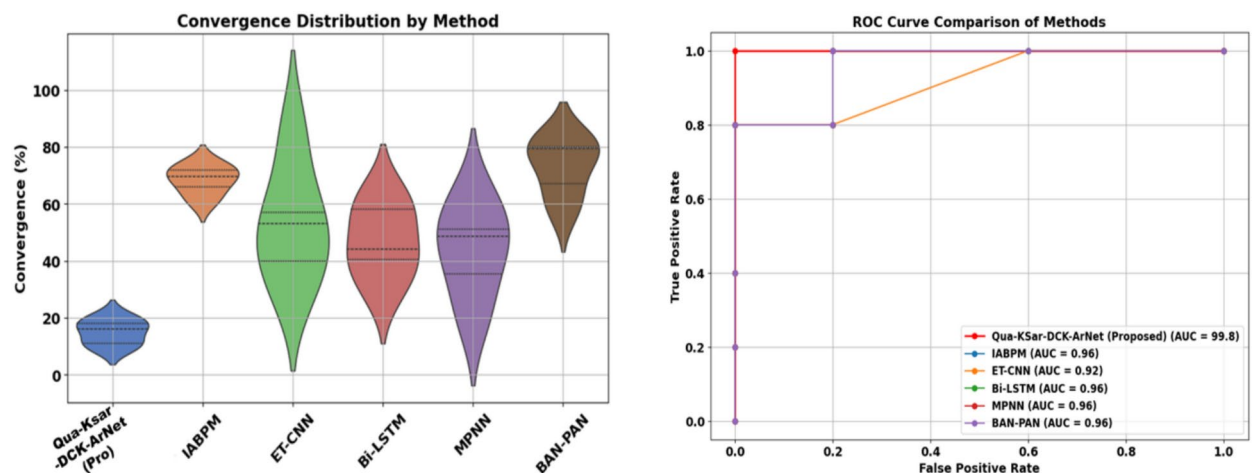 Convergence Distribution by Method
Convergence (%)
100
80
60
40
20
0
Qua-Ksar
-DCK-ArNet
(Pro)
IABPM
ET-CNN
Bi-LSTM
MPNN
BAN-PAN
ROC Curve Comparison of Methods
True Positive Rate
1.0
0.8
0.6
0.4
0.2
0.0
Qua-KSar-DCK-ArNet (Proposed) (AUC = 99.8)
IABPM (AUC = 0.96)
ET-CNN (AUC = 0.92)
Bi-LSTM (AUC = 0.96)
MPNN (AUC = 0.96)
BAN-PAN (AUC = 0.96)
0.0 0.2 0.4 0.6 0.8 1.0
False Positive Rate